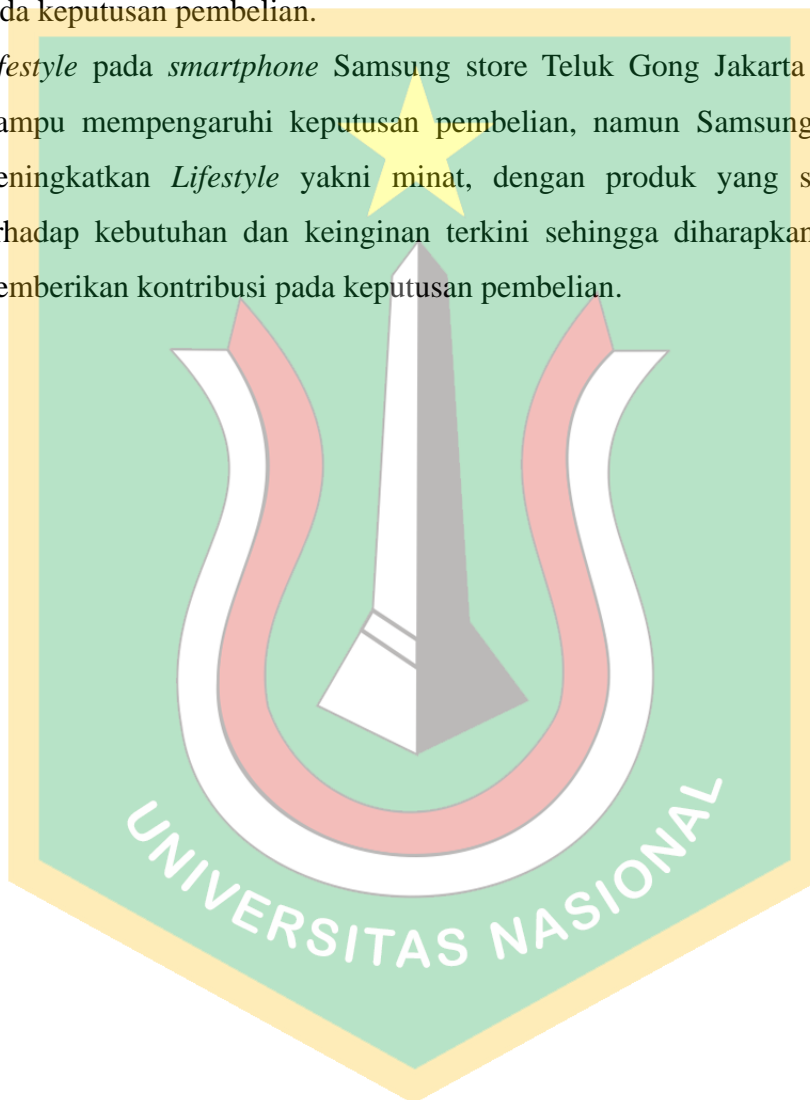 da keputusan pembelian.
festyle pada smartphone Samsung store Teluk Gong Jakarta
ampu mempengaruhi keputusan pembelian, namun Samsung
eningkatkan Lifestyle yakni minat, dengan produk yang s
rhadap kebutuhan dan keinginan terkini sehingga diharapkan
emberikan kontribusi pada keputusan pembelian.
UNIVERSITAS NASIONAL